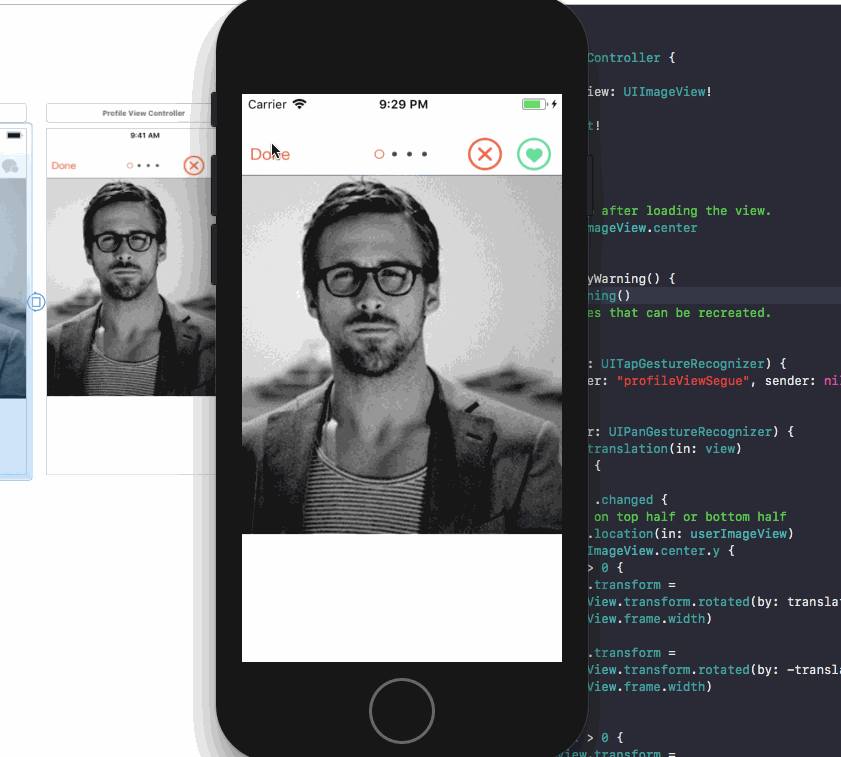 Profile View Controller
9:41 AM
Done
Carrier
9:29 PM
Done
Controller {
iew: UIImageView!
t!
after loading the view.
mageView.center
yWarning() {
ning()
es that can be recreated.
: UITapGestureRecognizer) {
er: "profileViewSegue", sender: nil
r: UIPanGestureRecognizer) {
translation(in: view)
{
.changed {
on top half or bottom half
.location(in: userImageView)
ImageView.center.y {
> 0 {
.transform =
View.transform.rotated(by: transla
View.frame.width)
.transform =
View.transform.rotated(by: -transla
View.frame.width)
> 0 {
View.transform =